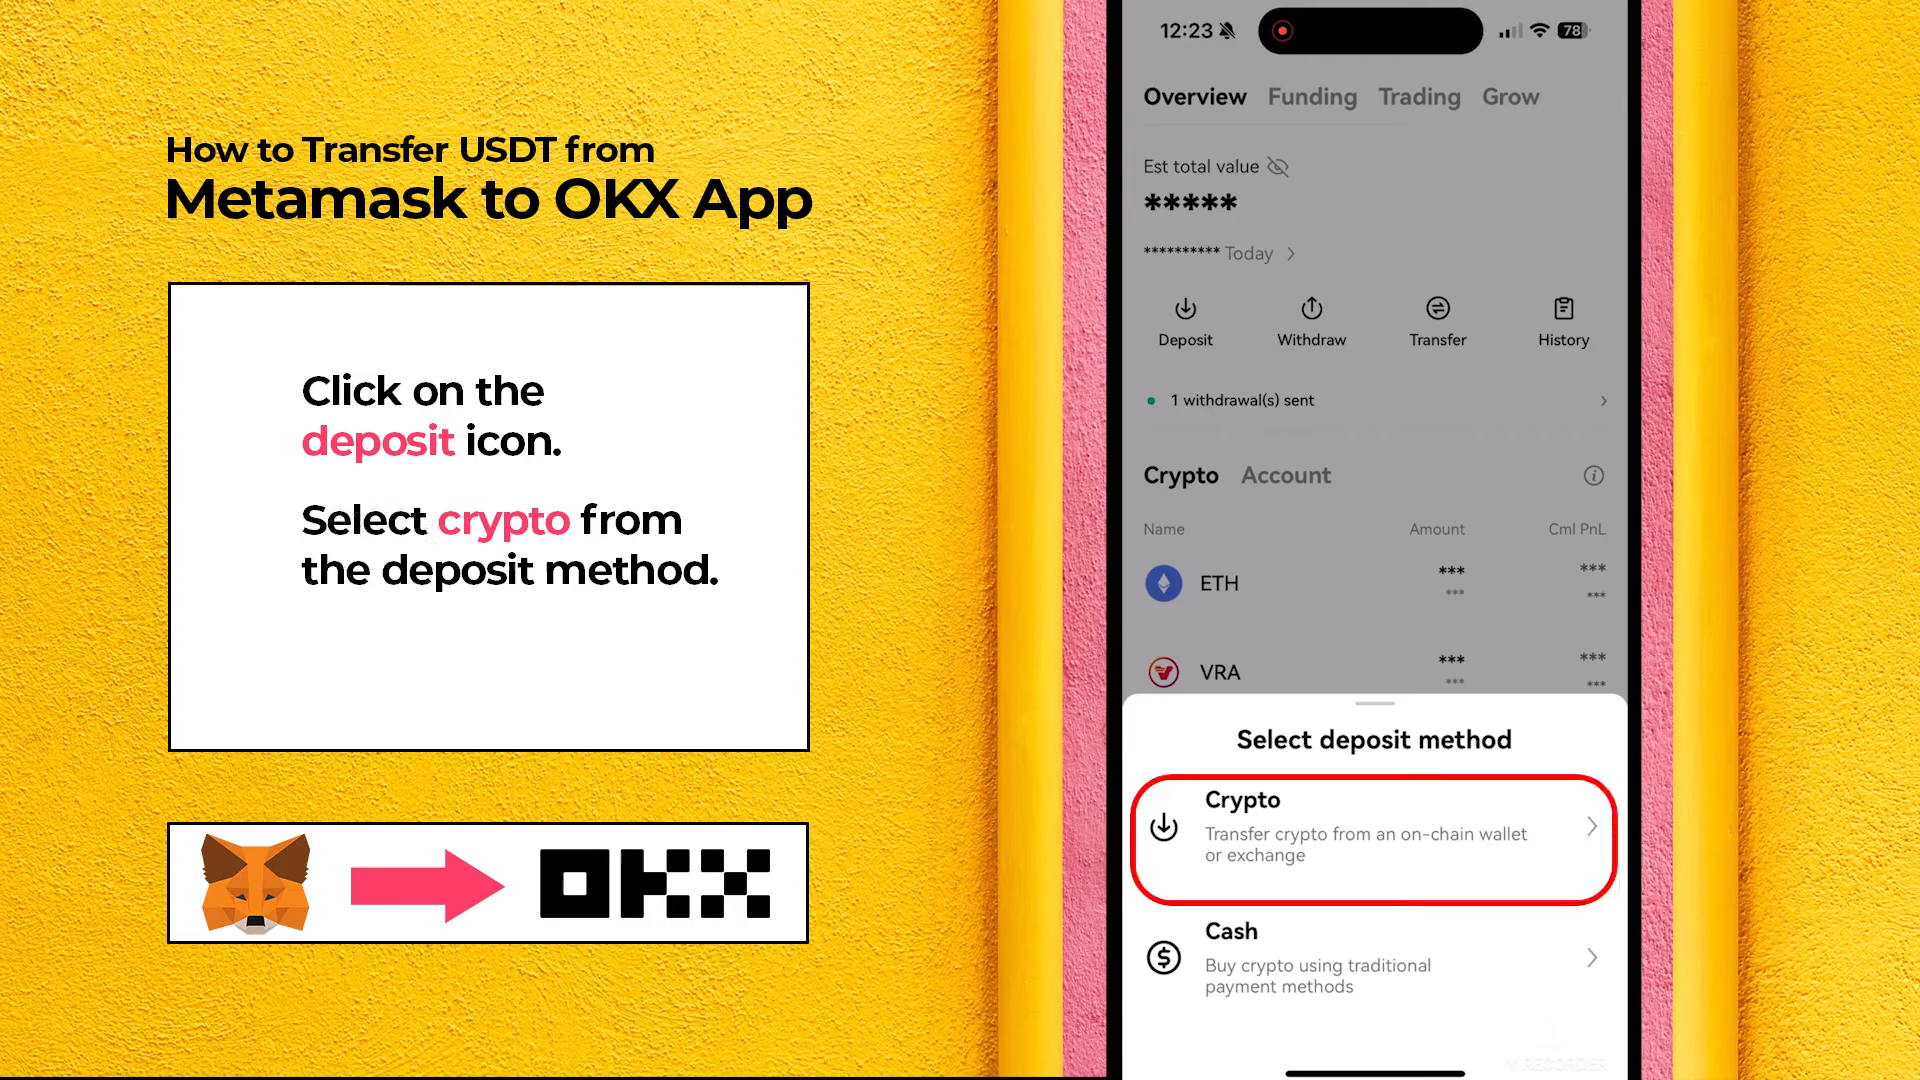 How to Transfer USDT from
Metamask to OKX App
Click on the
deposit icon.
Select crypto from
the deposit method.
OKX
12:23
78
Overview Funding Trading Grow
Est total value
*****
********** Today
Deposit Withdraw Transfer History
1 withdrawal(s) sent
Crypto Account
Name Amount Cml PnL
ETH *** ***
*** ***
VRA *** ***
*** ***
Select deposit method
Crypto
Transfer crypto from an on-chain wallet
or exchange
Cash
Buy crypto using traditional
payment methods
RECORDER